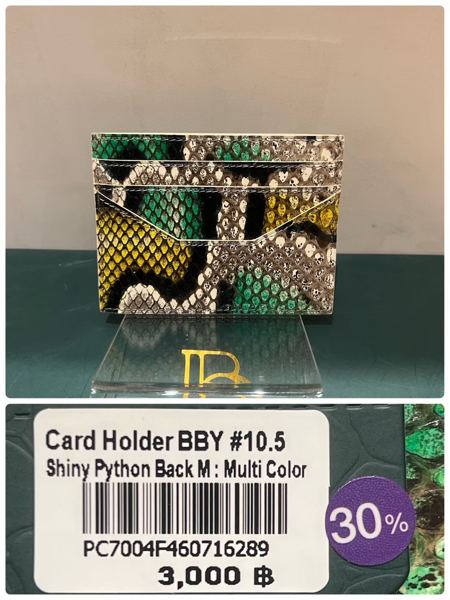 Card Holder BBY #10.5
Shiny Python Back M : Multi Color
PC7004F460716289
3,000 ฿
30%